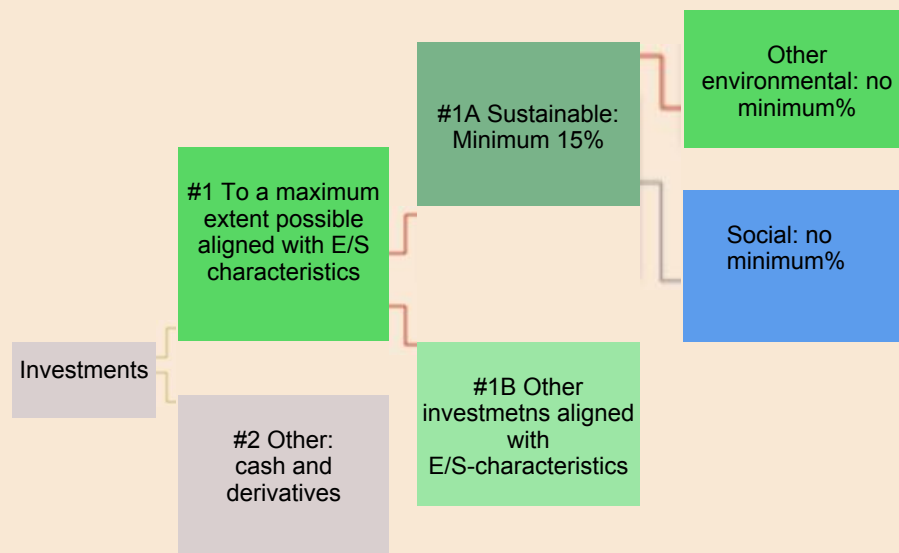 Investments
#1 To a maximum
extent possible
aligned with E/S
characteristics
#2 Other:
cash and
derivatives
#1A Sustainable:
Minimum 15%
#1B Other
investmetns aligned
with
E/S-characteristics
Other
environmental: no
minimum%
Social: no
minimum%